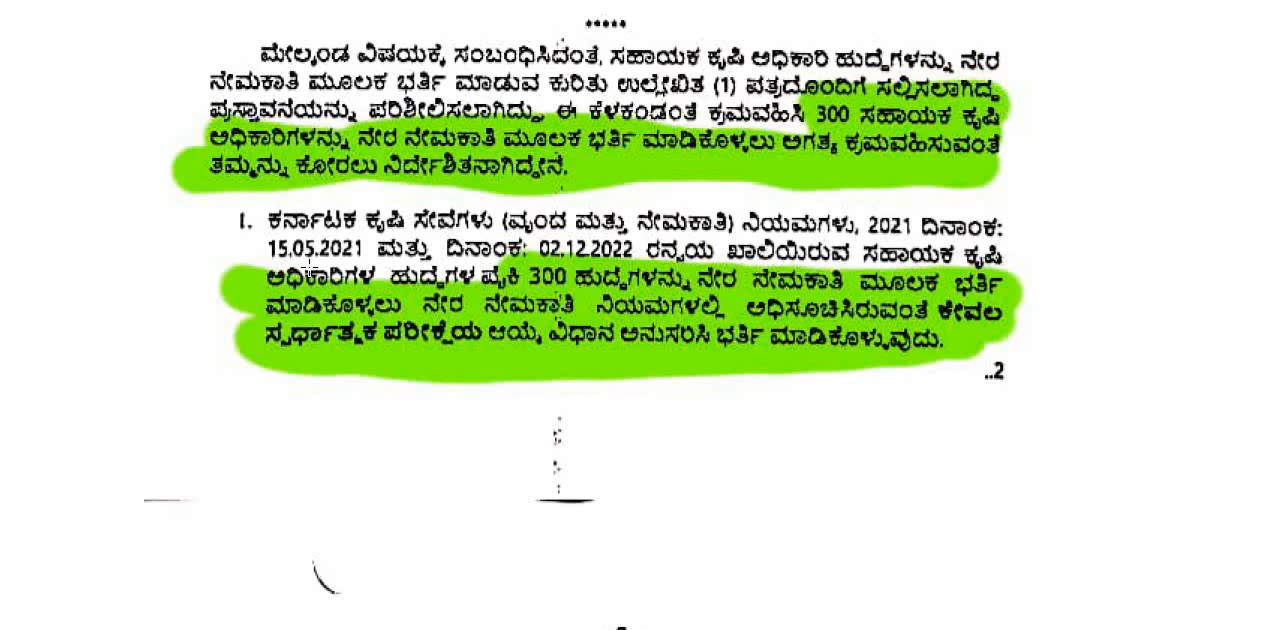 *****
ಮೇಲ್ಕಂಡ ವಿಷಯಕ್ಕೆ ಸಂಬಂಧಿಸಿದಂತೆ, ಸಹಾಯಕ ಕೃಷಿ ಅಧಿಕಾರಿ ಹುದ್ದೆಗಳನ್ನು ನೇರ
ನೇಮಕಾತಿ ಮೂಲಕ ಭರ್ತಿ ಮಾಡುವ ಕುರಿತು ಉಲ್ಲೇಖಿತ (1) ಪತ್ರದೊಂದಿಗೆ ಸಲ್ಲಿಸಲಾಗಿದ್ದ
ಪ್ರಸ್ತಾವನೆಯನ್ನು ಪರಿಶೀಲಿಸಲಾಗಿದ್ದು, ಈ ಕೆಳಕಂಡಂತೆ ಕ್ರಮವಹಿಸಿ 300 ಸಹಾಯಕ ಕೃಷಿ
ಅಧಿಕಾರಿಗಳನ್ನು ನೇರ ನೇಮಕಾತಿ ಮೂಲಕ ಭರ್ತಿ ಮಾಡಿಕೊಳ್ಳಲು ಅಗತ್ಯ ಕ್ರಮವಹಿಸುವಂತೆ
ತಮ್ಮನ್ನು ಕೋರಲು ನಿರ್ದೇಶಿತನಾಗಿದ್ದೇನೆ.
1. ಕರ್ನಾಟಕ ಕೃಷಿ ಸೇವೆಗಳು (ವೃಂದ ಮತ್ತು ನೇಮಕಾತಿ) ನಿಯಮಗಳು, 2021 ದಿನಾಂಕ:
15.05.2021 ಮತ್ತು ದಿನಾಂಕ: 02.12.2022 ರನ್ವಯ ಖಾಲಿಯಿರುವ ಸಹಾಯಕ ಕೃಷಿ
ಅಧಿಕಾರಿಗಳ ಹುದ್ದೆಗಳ ಪೈಕಿ 300 ಹುದ್ದೆಗಳನ್ನು ನೇರ ನೇಮಕಾತಿ ಮೂಲಕ ಭರ್ತಿ
ಮಾಡಿಕೊಳ್ಳಲು ನೇರ ನೇಮಕಾತಿ ನಿಯಮಗಳಲ್ಲಿ ಅಧಿಸೂಚಿಸಿರುವಂತೆ ಕೇವಲ
ಸ್ಪರ್ಧಾತ್ಮಕ ಪರೀಕ್ಷೆಯ ಆಯ್ಕೆ ವಿಧಾನ ಅನುಸರಿಸಿ ಭರ್ತಿ ಮಾಡಿಕೊಳ್ಳುವುದು.
..2